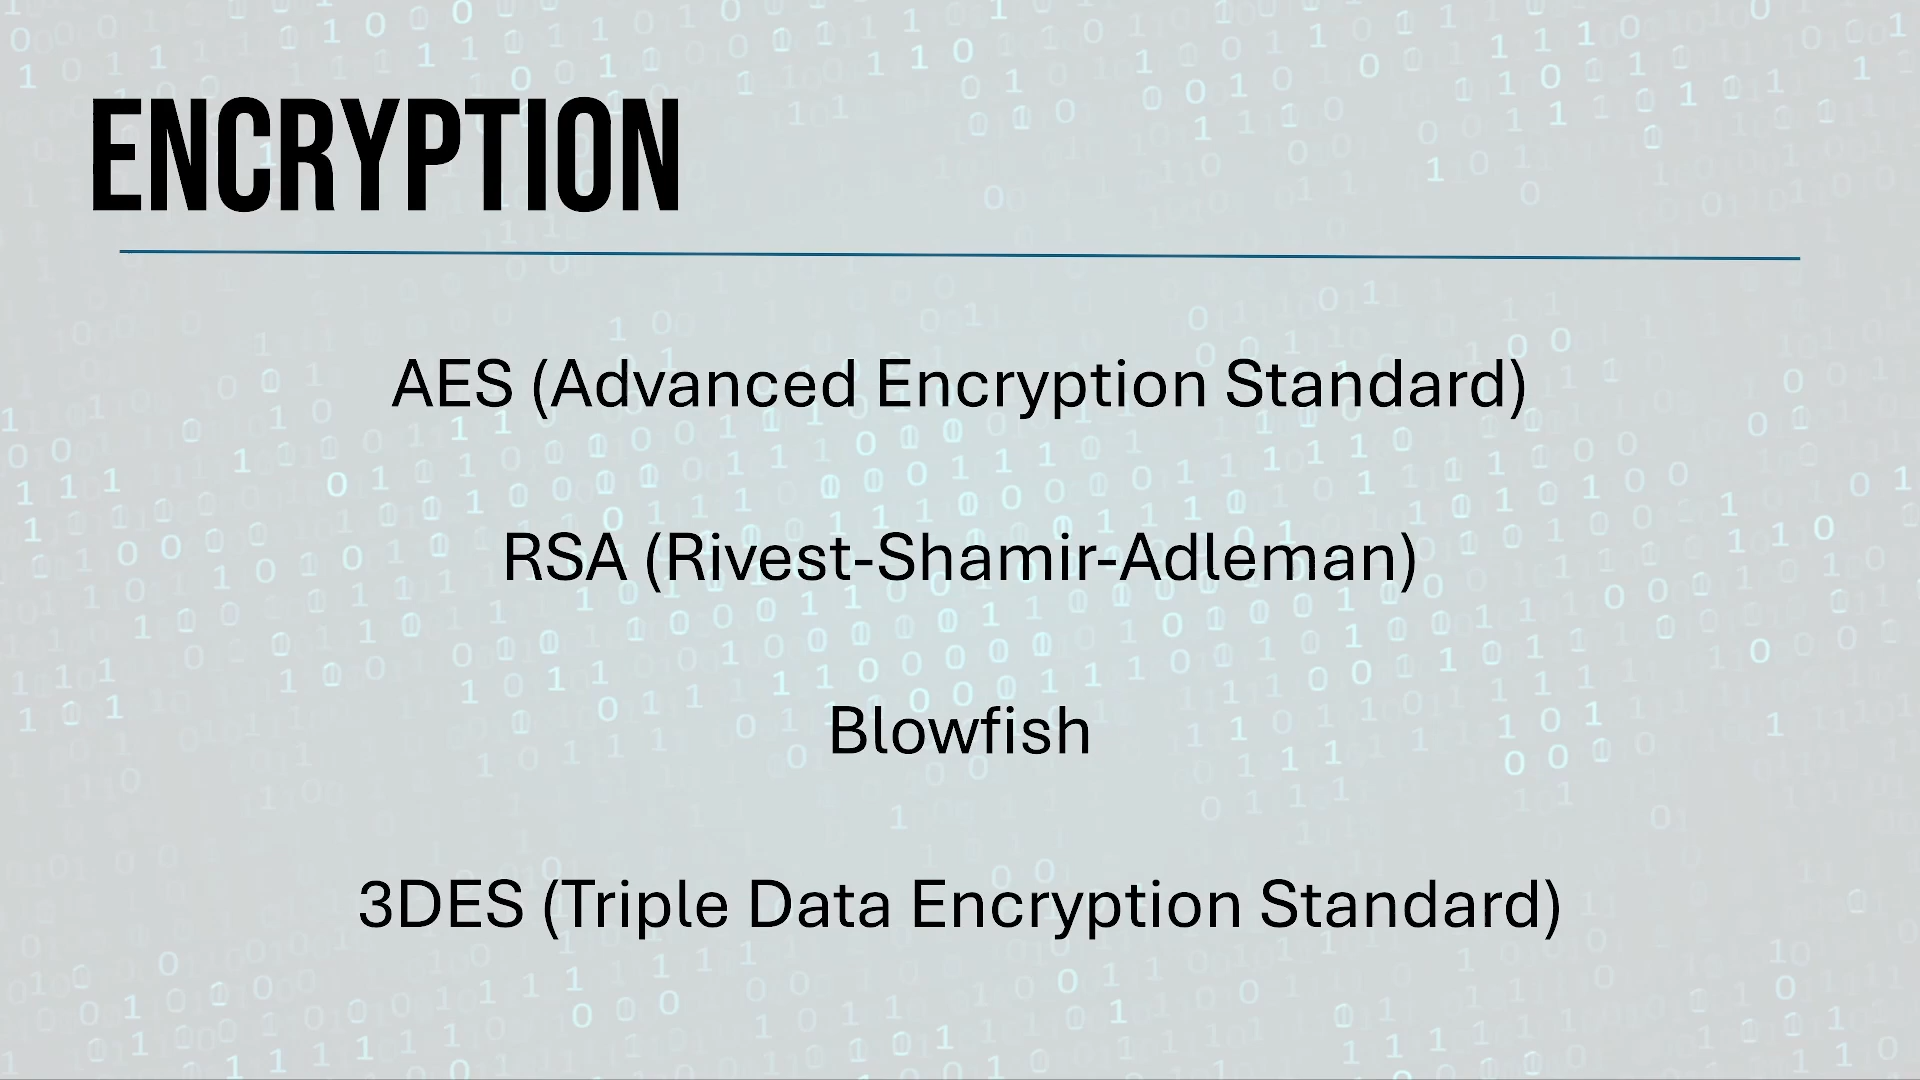 ENCRYPTION
AES (Advanced Encryption Standard)
RSA (Rivest-Shamir-Adleman)
Blowfish
3DES (Triple Data Encryption Standard)